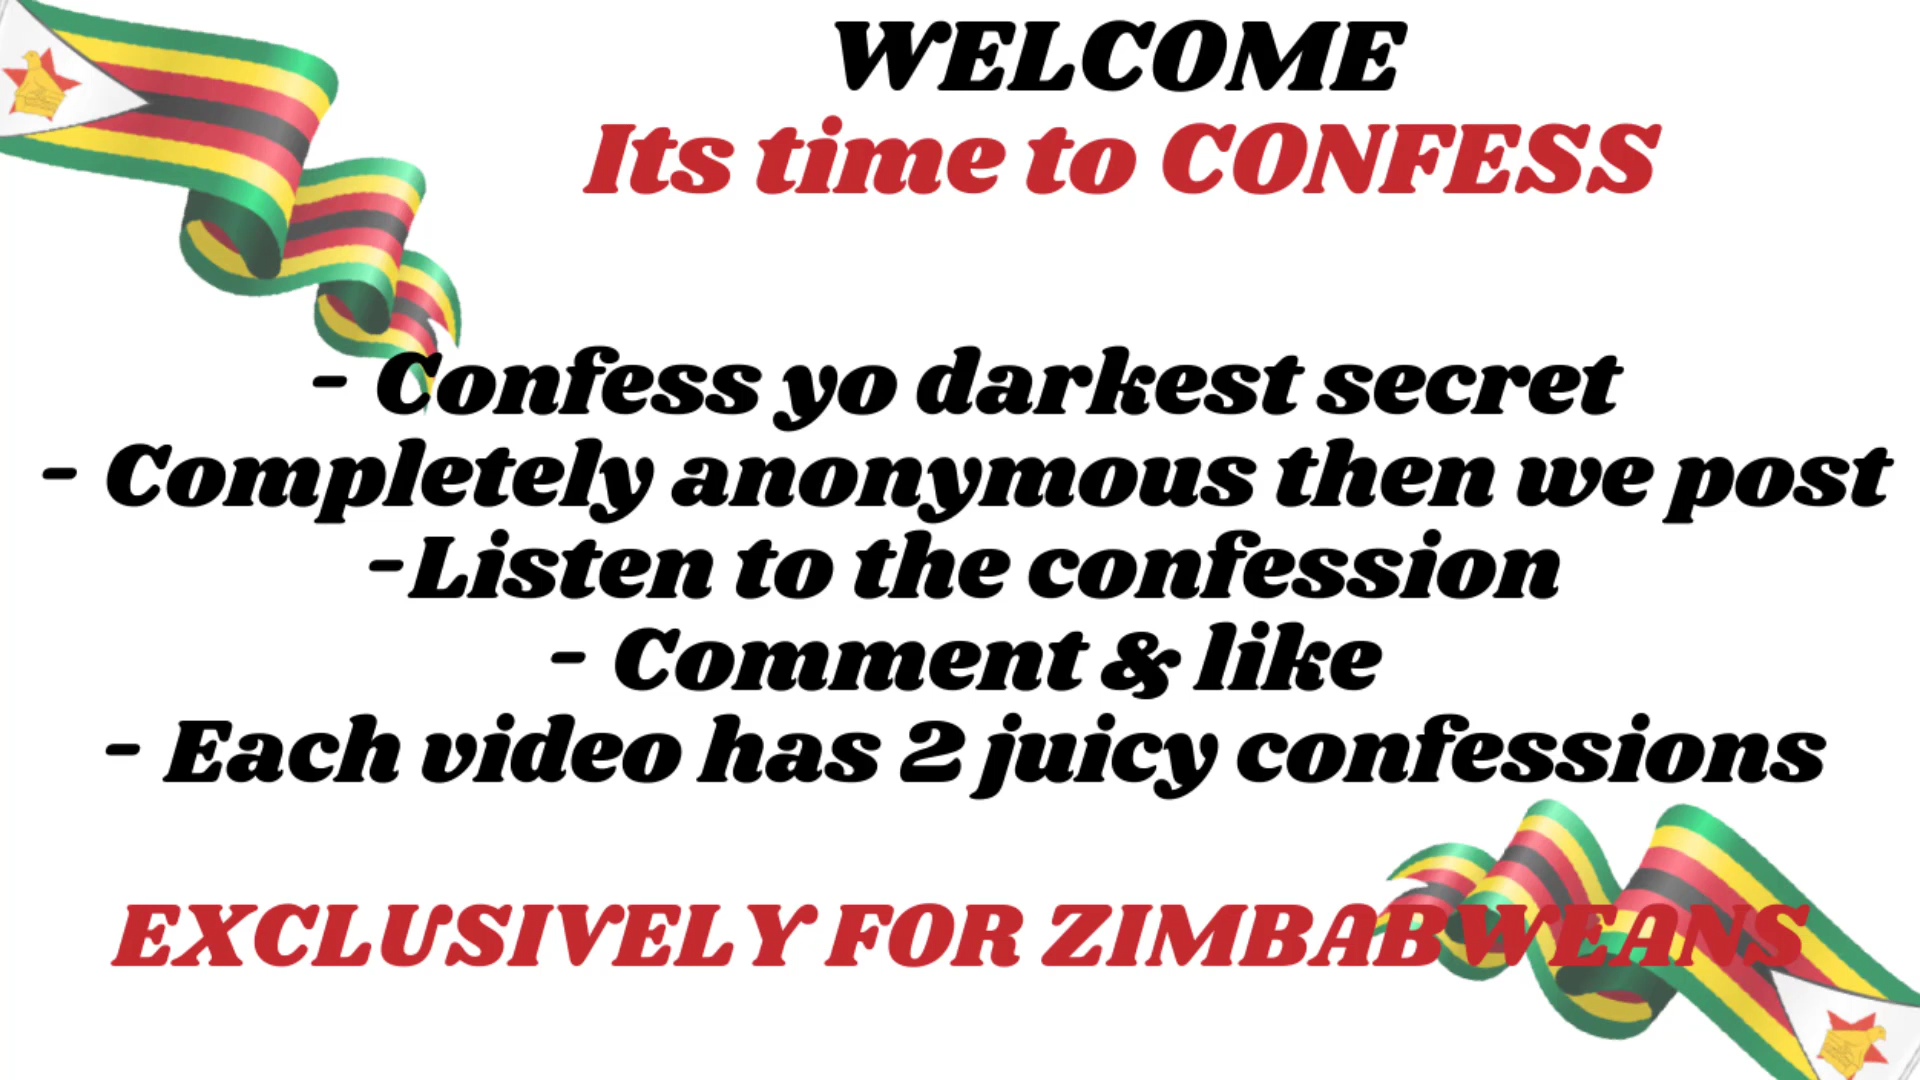 WELCOME
Its time to CONFESS
- Confess yo darkest secret
- Completely anonymous then we post
-Listen to the confession
- Comment & like
- Each video has 2 juicy confessions
EXCLUSIVELY FOR ZIMBABWEANS